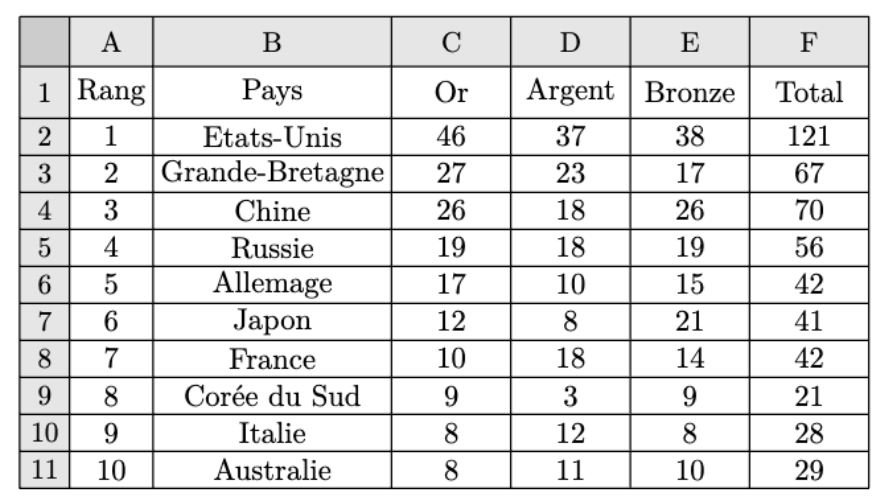 A B C D E F
1 Rang Pays Or Argent Bronze Total
2 1 Etats-Unis 46 37 38 121
3 2 Grande-Bretagne 27 23 17 67
4 3 Chine 26 18 26 70
5 4 Russie 19 18 19 56
6 5 Allemage 17 10 15 42
7 6 Japon 12 8 21 41
8 7 France 10 18 14 42
9 8 Corée du Sud 9 3 9 21
10 9 Italie 8 12 8 28
11 10 Australie 8 11 10 29